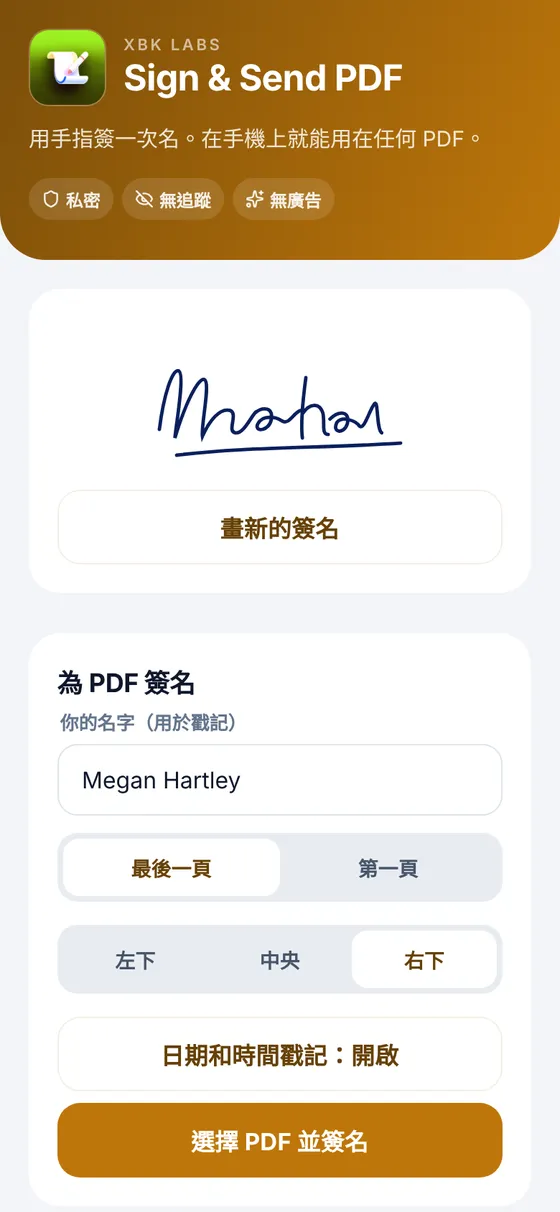 XBK LABS
Sign & Send PDF
用手指簽一次名。在手機上就能用在任何 PDF。
私密 無追蹤 無廣告
畫新的簽名
為 PDF 簽名
你的名字（用於戳記）
Megan Hartley
最後一頁 第一頁
左下 中央 右下
日期和時間戳記：開啟
選擇 PDF 並簽名